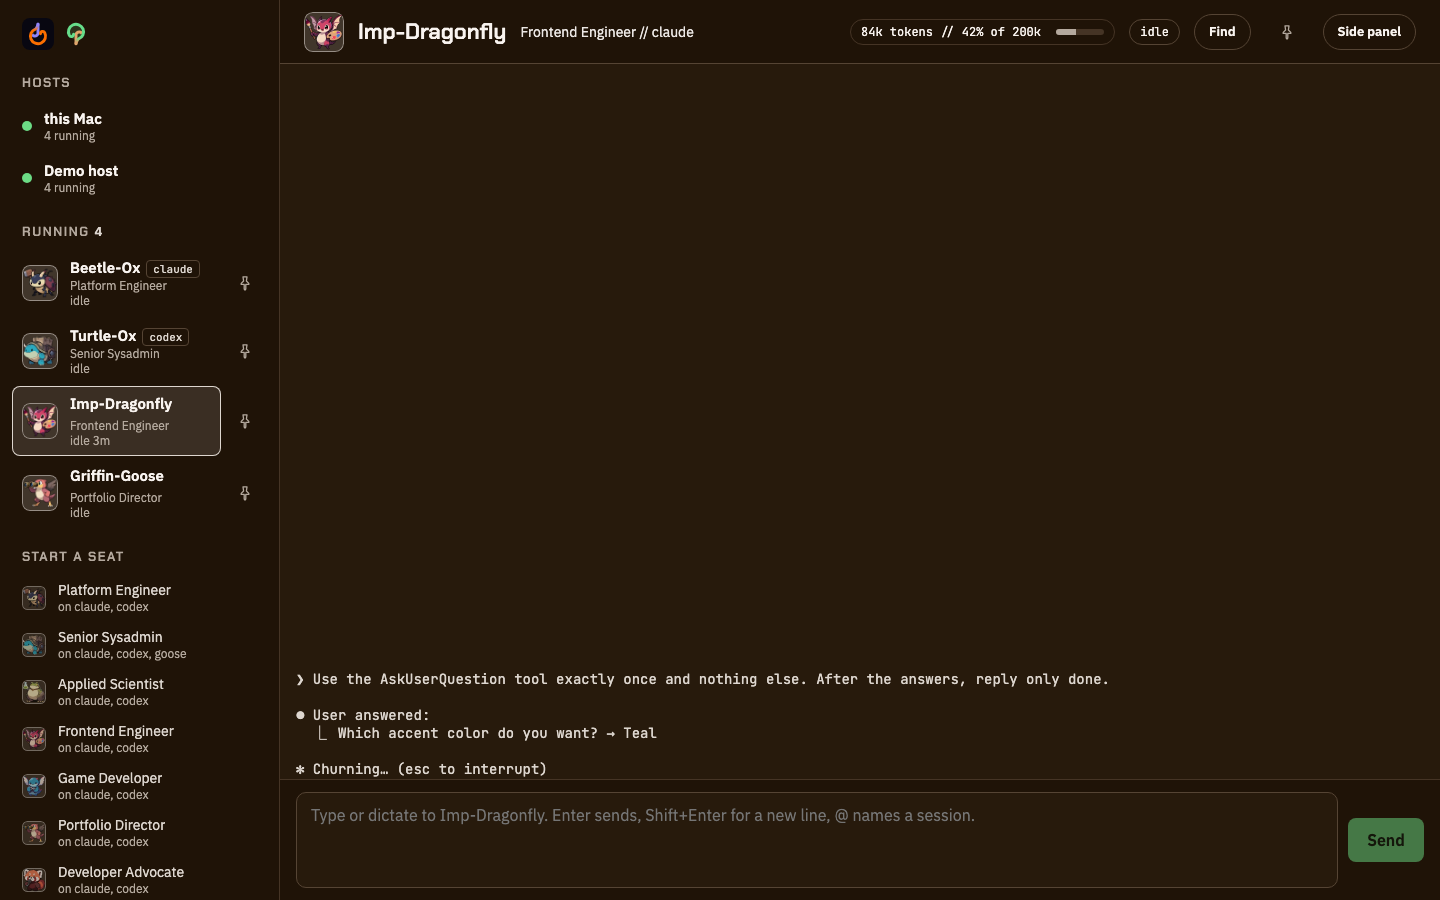 HOSTS
this Mac
4 running
Demo host
4 running
RUNNING 4
Beetle-Ox claude
Platform Engineer
idle
Turtle-Ox codex
Senior Sysadmin
idle
Imp-Dragonfly
Frontend Engineer
idle 3m
Griffin-Goose
Portfolio Director
idle
START A SEAT
Platform Engineer
on claude, codex
Senior Sysadmin
on claude, codex, goose
Applied Scientist
on claude, codex
Frontend Engineer
on claude, codex
Game Developer
on claude, codex
Portfolio Director
on claude, codex
Developer Advocate
on claude, codex
Imp-Dragonfly Frontend Engineer // claude 84k tokens // 42% of 200k idle Find Side panel
❯ Use the AskUserQuestion tool exactly once and nothing else. After the answers, reply only done.
● User answered:
⎿ Which accent color do you want? → Teal
✻ Churning… (esc to interrupt)
Type or dictate to Imp-Dragonfly. Enter sends, Shift+Enter for a new line, @ names a session.
Send